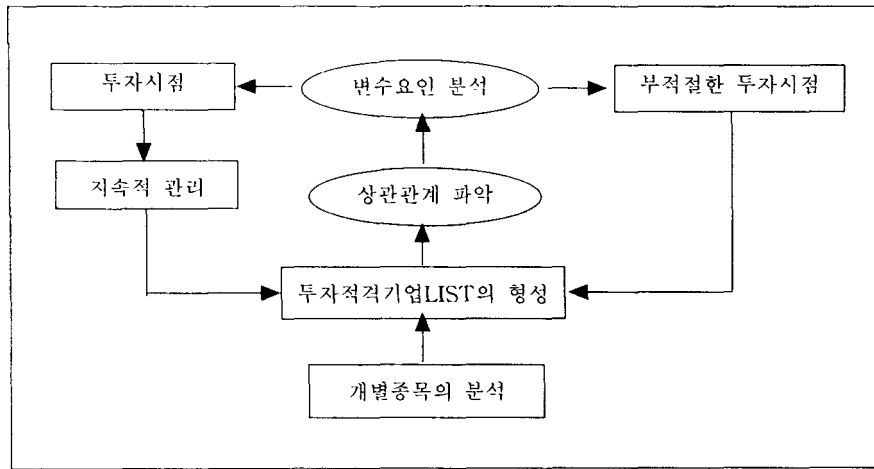 투자시점
변수요인 분석
부적절한 투자시점
지속적 관리
상관관계 파악
투자적격기업LIST의 형성
개별종목의 분석